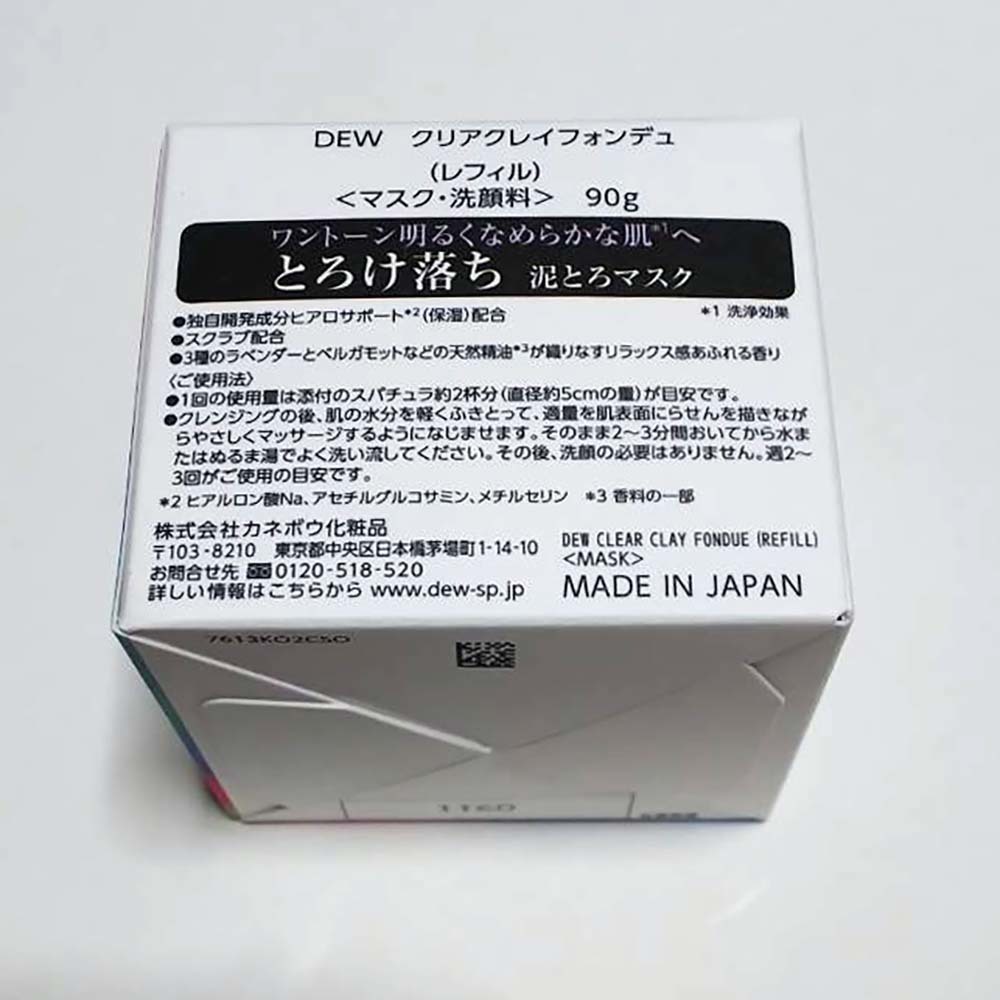 DEW クリアクレイフォンデュ
(レフィル)
<マスク・洗顔料> 90g
ワントーン明るくなめらかな肌*1へ
とろけ落ち 泥とろマスク
●独自開発成分ヒアロサポート*2(保湿)配合 *1 洗浄効果
●スクラブ配合
●3種のラベンダーとベルガモットなどの天然精油*3が織りなすリラックス感あふれる香り
〈ご使用法〉
●1回の使用量は添付のスパチュラ約2杯分(直径約5cmの量)が目安です。
●クレンジングの後、肌の水分を軽くふきとって、適量を肌表面にらせんを描きなが
らやさしくマッサージするようになじませます。そのまま2〜3分間おいてから水ま
たはぬるま湯でよく洗い流してください。その後、洗顔の必要はありません。週2〜
3回がご使用の目安です。
*2 ヒアルロン酸Na、アセチルグルコサミン、メチルセリン *3 香料の一部
株式会社カネボウ化粧品
〒103-8210 東京都中央区日本橋茅場町1-14-10
お問合せ先 0120-518-520
詳しい情報はこちらから www.dew-sp.jp
DEW CLEAR CLAY FONDUE (REFILL)
<MASK>
MADE IN JAPAN
7613KO2C5O